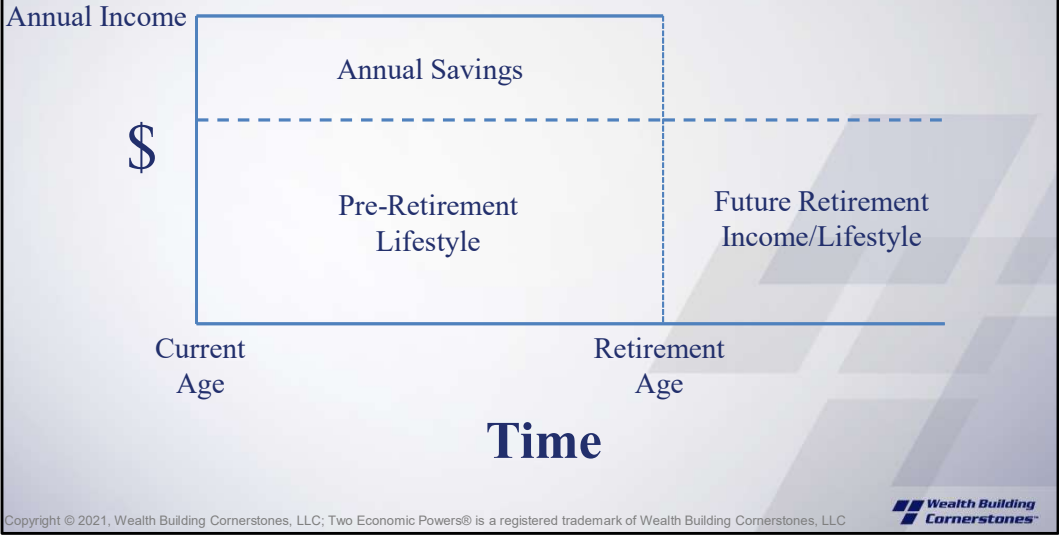 Annual Income
Annual Savings
$
Pre-Retirement
Lifestyle
Future Retirement
Income/Lifestyle
Current
Age
Retirement
Age
Time
Copyright © 2021, Wealth Building Cornerstones, LLC; Two Economic Powers® is a registered trademark of Wealth Building Cornerstones, LLC
Wealth Building
Cornerstones℠